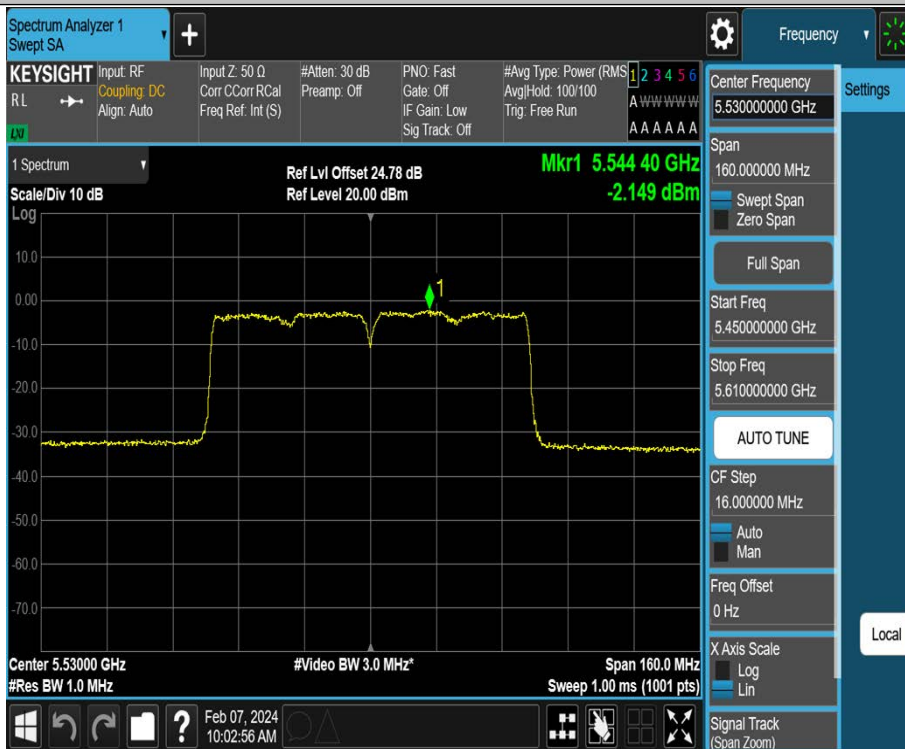 Spectrum Analyzer 1
Swept SA
Frequency
KEYSIGHT
RL
LXI
Input: RF
Coupling: DC
Align: Auto
Input Z: 50 Ω
Corr CCorr RCal
Freq Ref: Int (S)
#Atten: 30 dB
Preamp: Off
PNO: Fast
Gate: Off
IF Gain: Low
Sig Track: Off
#Avg Type: Power (RMS
Avg|Hold: 100/100
Trig: Free Run
1 2 3 4 5 6
A W W W W W
A A A A A A
1 Spectrum
Scale/Div 10 dB
Log
Ref Lvl Offset 24.78 dB
Ref Level 20.00 dBm
Mkr1 5.544 40 GHz
-2.149 dBm
10.0
0.00
-10.0
-20.0
-30.0
-40.0
-50.0
-60.0
-70.0
1
Center 5.53000 GHz
#Res BW 1.0 MHz
#Video BW 3.0 MHz*
Span 160.0 MHz
Sweep 1.00 ms (1001 pts)
Center Frequency
5.530000000 GHz
Settings
Span
160.000000 MHz
Swept Span
Zero Span
Full Span
Start Freq
5.450000000 GHz
Stop Freq
5.610000000 GHz
AUTO TUNE
CF Step
16.000000 MHz
Auto
Man
Freq Offset
0 Hz
Local
X Axis Scale
Log
Lin
Signal Track
(Span Zoom)
?
Feb 07, 2024
10:02:56 AM